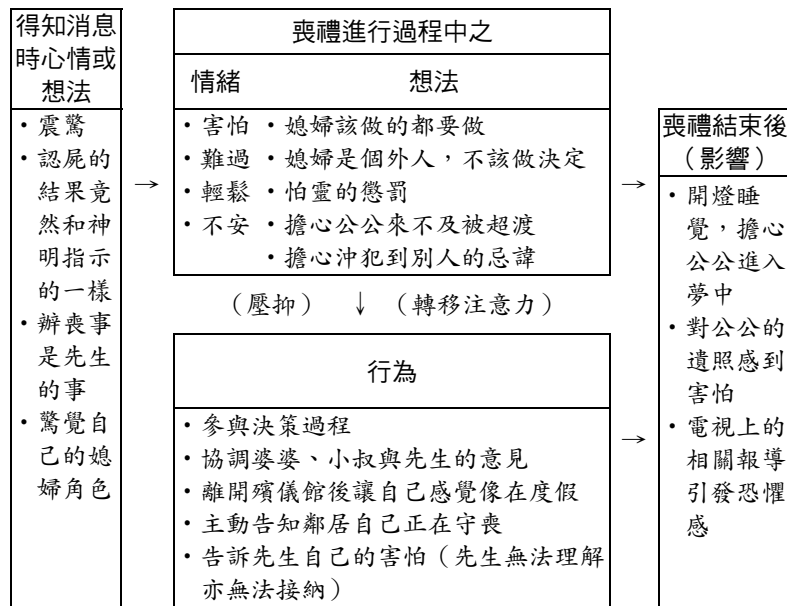 得知消息
時心情或
想法
・震驚
・認屍的
結果竟
然和神
明指示
的一樣
・辦喪事
是先生
的事
・驚覺自
己的媳
婦角色
→
喪禮進行過程中之
情緒 想法
・害怕 ・媳婦該做的都要做
・難過 ・媳婦是個外人，不該做決定
・輕鬆 ・怕靈的懲罰
・不安 ・擔心公公來不及被超渡
・擔心沖犯到別人的忌諱
（壓抑） ↓ （轉移注意力）
行為
・參與決策過程
・協調婆婆、小叔與先生的意見
・離開殯儀館後讓自己感覺像在度假
・主動告知鄰居自己正在守喪
・告訴先生自己的害怕（先生無法理解
亦無法接納）
→
→
喪禮結束後
（影響）
・開燈睡
覺，擔心
公公進入
夢中
・對公公的
遺照感到
害怕
・電視上的
相關報導
引發恐懼
感